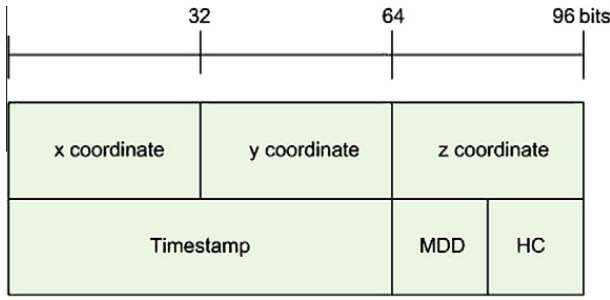 32 64 96 bits
x coordinate y coordinate z coordinate
Timestamp MDD HC